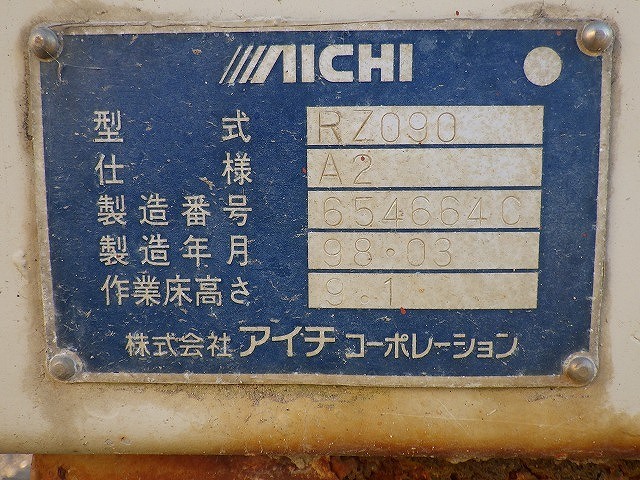 AICHI
型式 RZ090
仕様 A2
製造番号 654664C
製造年月 98・03
作業床高さ 9.1
株式会社 アイチ コーポレーション